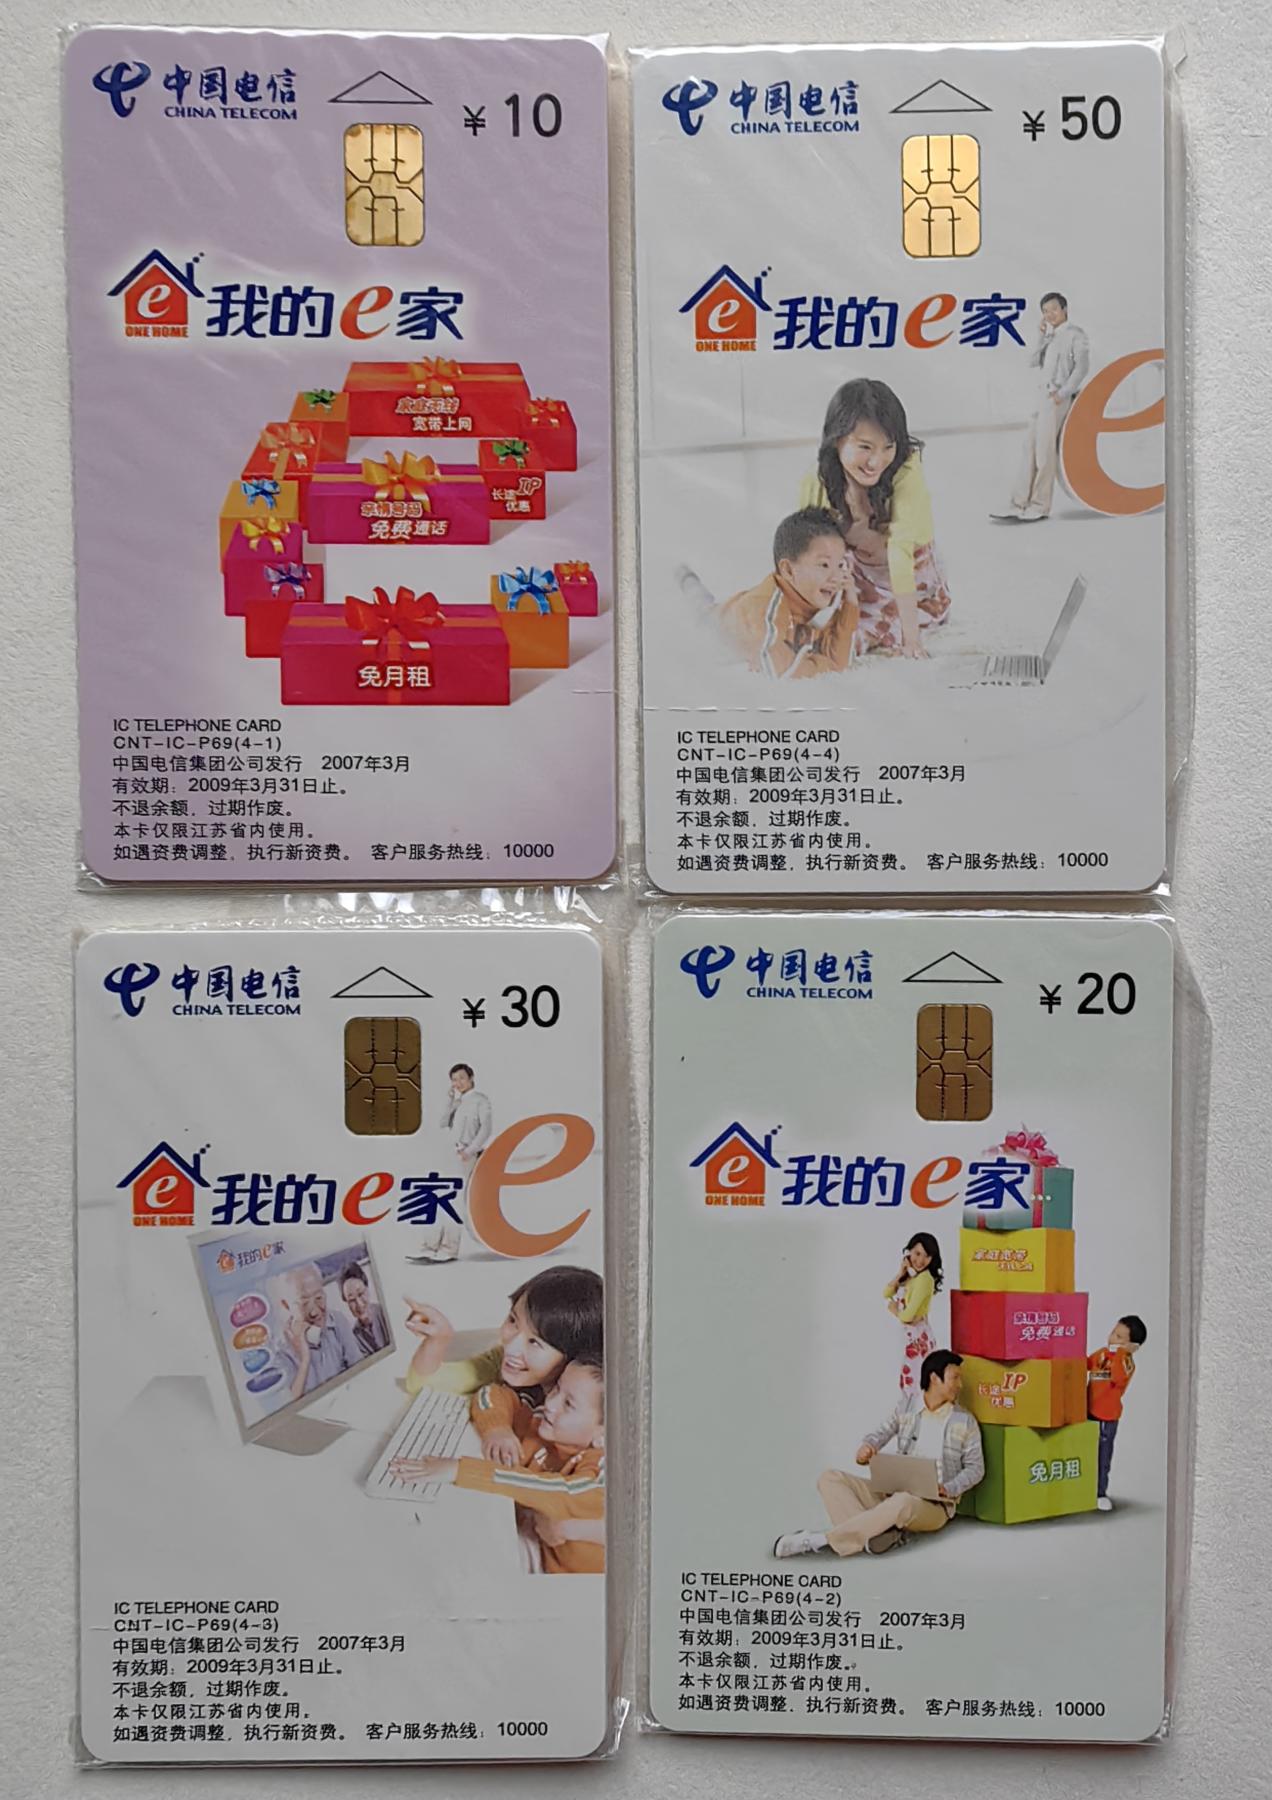 中国电信
CHINA TELECOM
¥ 10
e
ONE HOME
我的e家
家庭无线
宽带上网
长途IP
优惠
亲情号码
免费通话
免月租
IC TELEPHONE CARD
CNT-IC-P69(4-1)
中国电信集团公司发行 2007年3月
有效期：2009年3月31日止。
不退余额，过期作废。
本卡仅限江苏省内使用。
如遇资费调整，执行新资费。 客户服务热线：10000
中国电信
CHINA TELECOM
¥ 50
e
ONE HOME
我的e家
e
IC TELEPHONE CARD
CNT-IC-P69(4-4)
中国电信集团公司发行 2007年3月
有效期：2009年3月31日止。
不退余额，过期作废。
本卡仅限江苏省内使用。
如遇资费调整，执行新资费。 客户服务热线：10000
中国电信
CHINA TELECOM
¥ 30
e
ONE HOME
我的e家
e
我的e家
IC TELEPHONE CARD
CNT-IC-P69(4-3)
中国电信集团公司发行 2007年3月
有效期：2009年3月31日止。
不退余额，过期作废。
本卡仅限江苏省内使用。
如遇资费调整，执行新资费。 客户服务热线：10000
中国电信
CHINA TELECOM
¥ 20
e
ONE HOME
我的e家...
家庭宽带
亲情号码
免费通话
长途IP
优惠
免月租
IC TELEPHONE CARD
CNT-IC-P69(4-2)
中国电信集团公司发行 2007年3月
有效期：2009年3月31日止。
不退余额，过期作废。
本卡仅限江苏省内使用。
如遇资费调整，执行新资费。 客户服务热线：10000